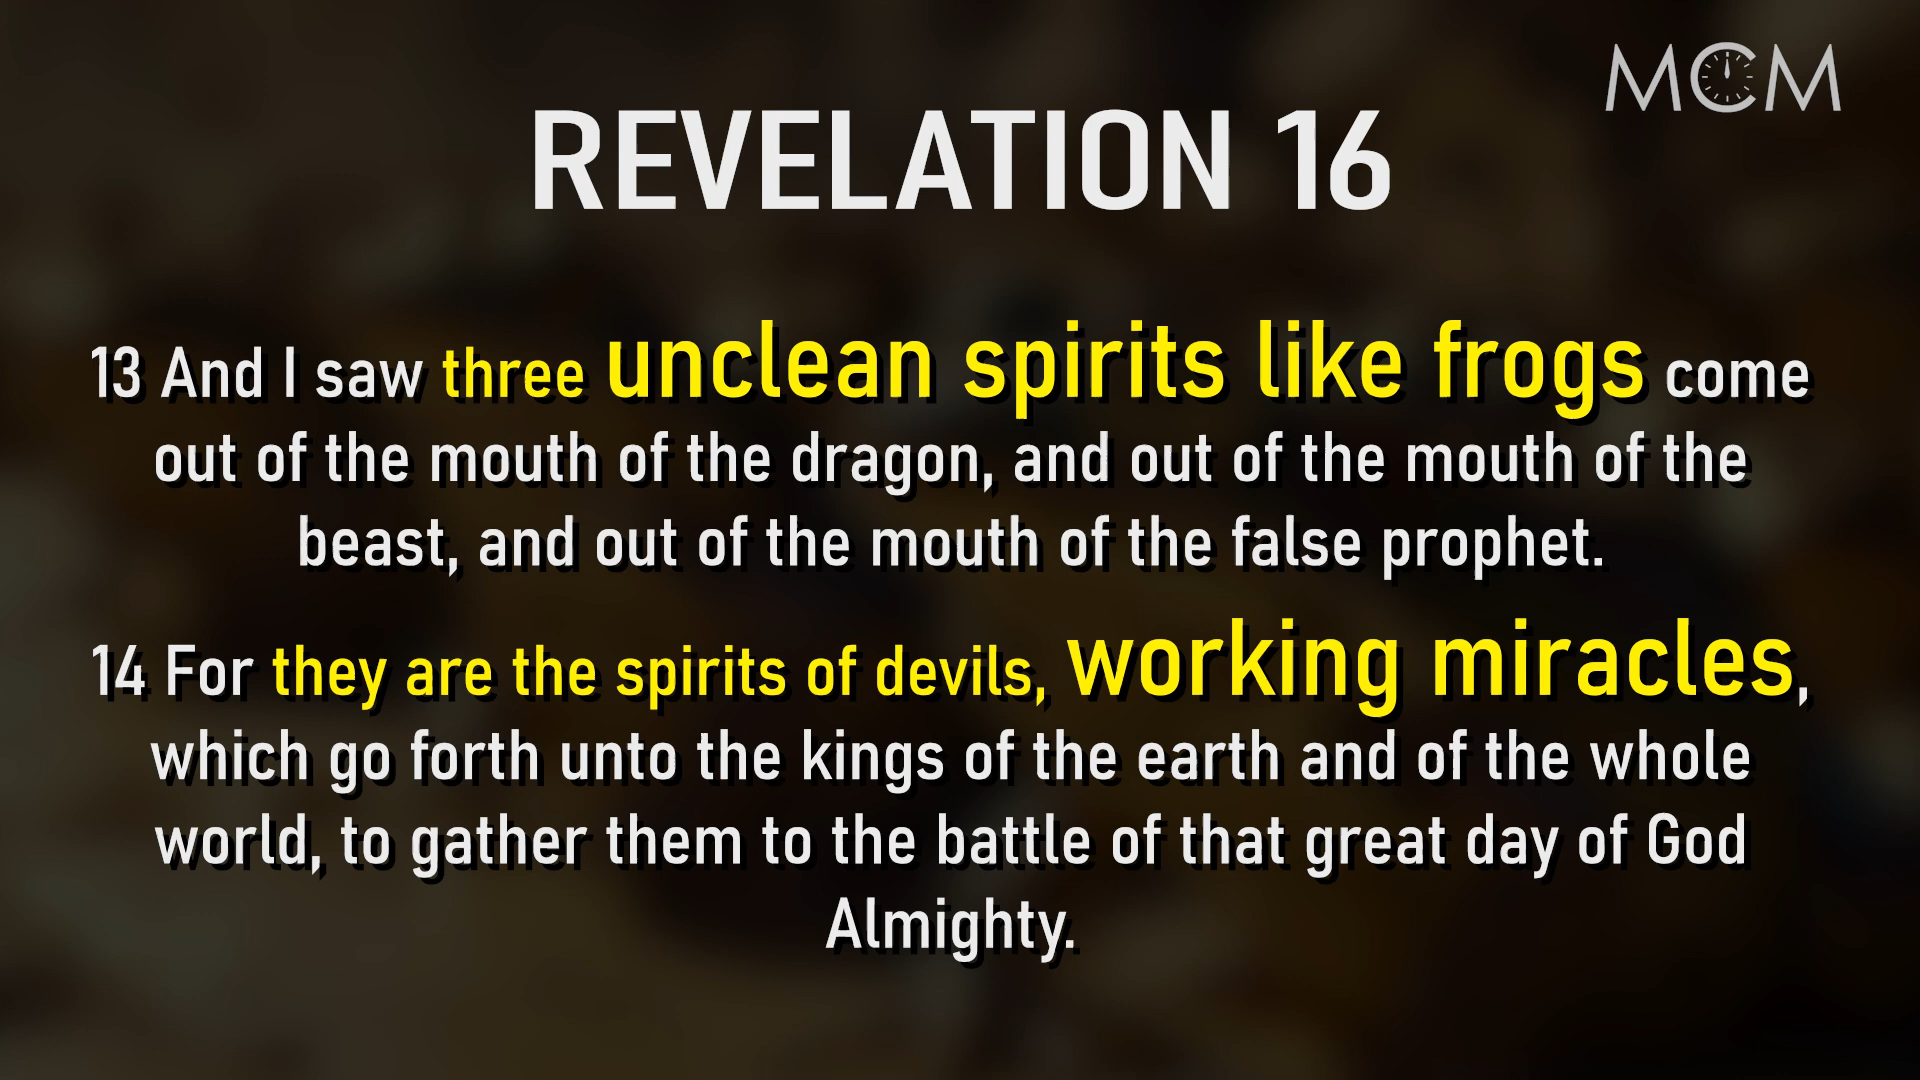 MCM
REVELATION 16
13 And I saw three unclean spirits like frogs come
out of the mouth of the dragon, and out of the mouth of the
beast, and out of the mouth of the false prophet.
14 For they are the spirits of devils, working miracles,
which go forth unto the kings of the earth and of the whole
world, to gather them to the battle of that great day of God
Almighty.